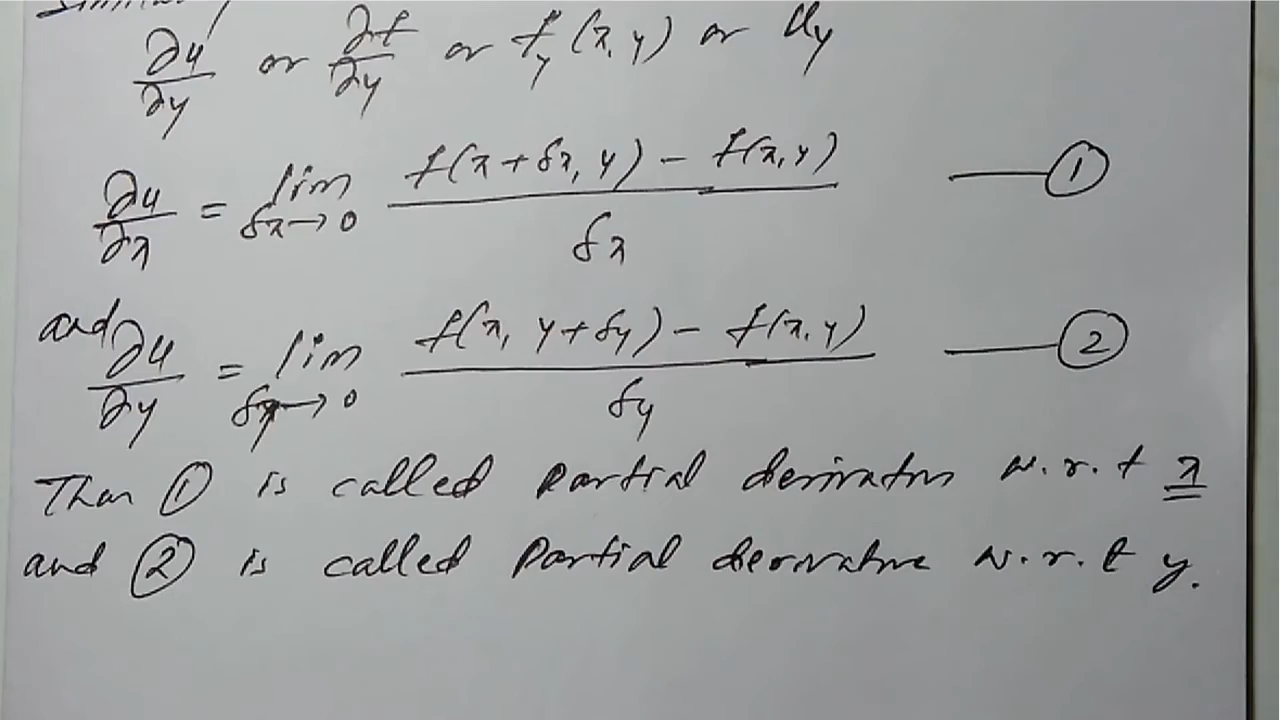 Similarly
∂u/∂y or ∂f/∂y or f_y(x, y) or u_y
∂u/∂x = lim δx→0 f(x+δx, y) − f(x, y) / δx —— ①
and ∂u/∂y = lim δy→0 f(x, y+δy) − f(x, y) / δy —— ②
Then ① is called partial derivative w.r.t x
and ② is called Partial derivative w.r.t y.